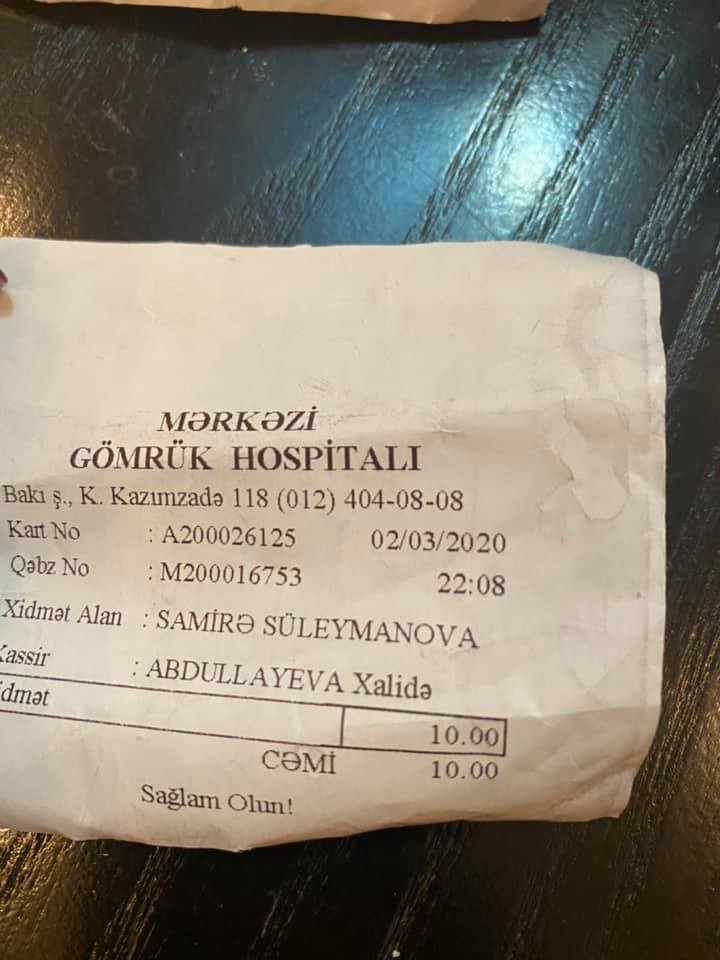 MƏRKƏZİ
GÖMRÜK HOSPİTALI
Bakı ş., K. Kazımzadə 118 (012) 404-08-08
Kart No : A200026125 02/03/2020
Qəbz No : M200016753 22:08
Xidmət Alan : SAMİRƏ SÜLEYMANOVA
Kassir : ABDULLAYEVA Xalidə
idmət
10.00
CƏMİ 10.00
Sağlam Olun!